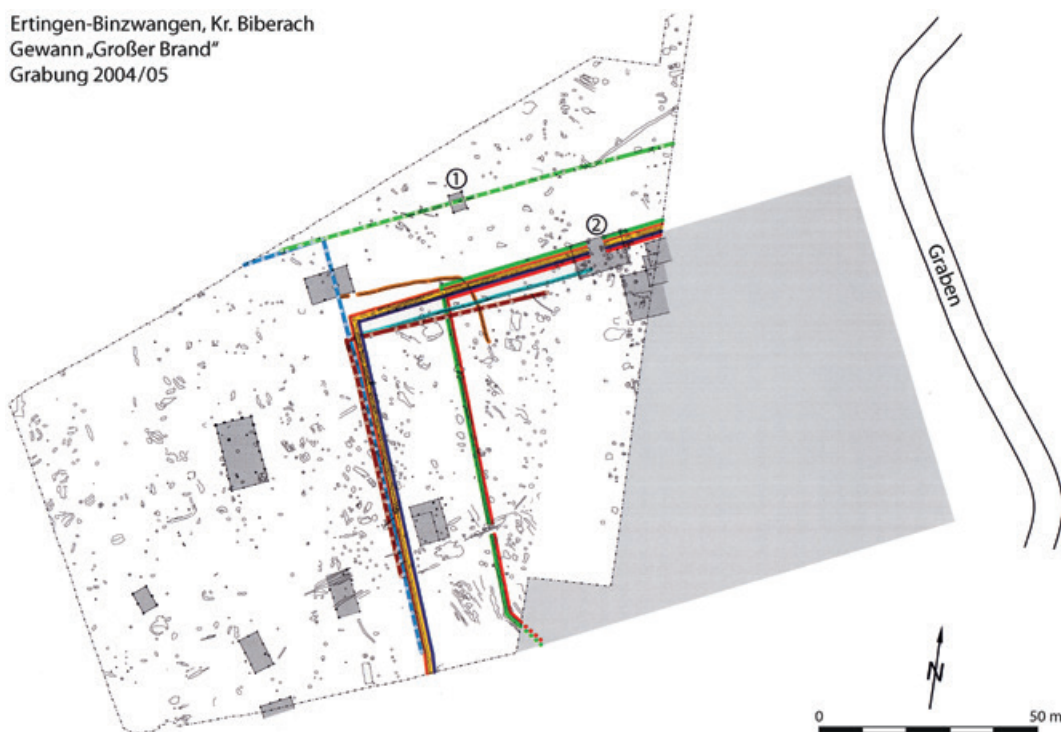 Ertingen-Binzwangen, Kr. Biberach
Gewann „Großer Brand“
Grabung 2004/05
1
2
Graben
N
0 50 m